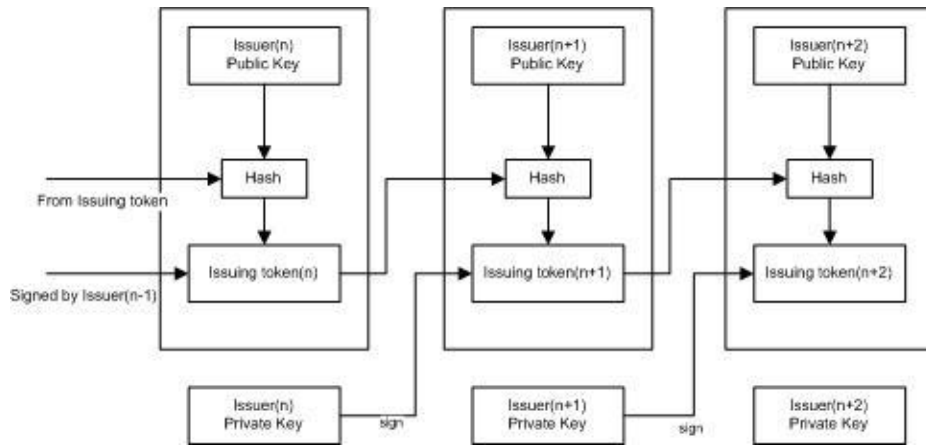 Issuer(n)
Public Key
Issuer(n+1)
Public Key
Issuer(n+2)
Public Key
Hash
Hash
Hash
From Issuing token
Issuing token(n)
Issuing token(n+1)
Issuing token(n+2)
Signed by Issuer(n-1)
Issuer(n)
Private Key
sign
Issuer(n+1)
Private Key
sign
Issuer(n+2)
Private Key